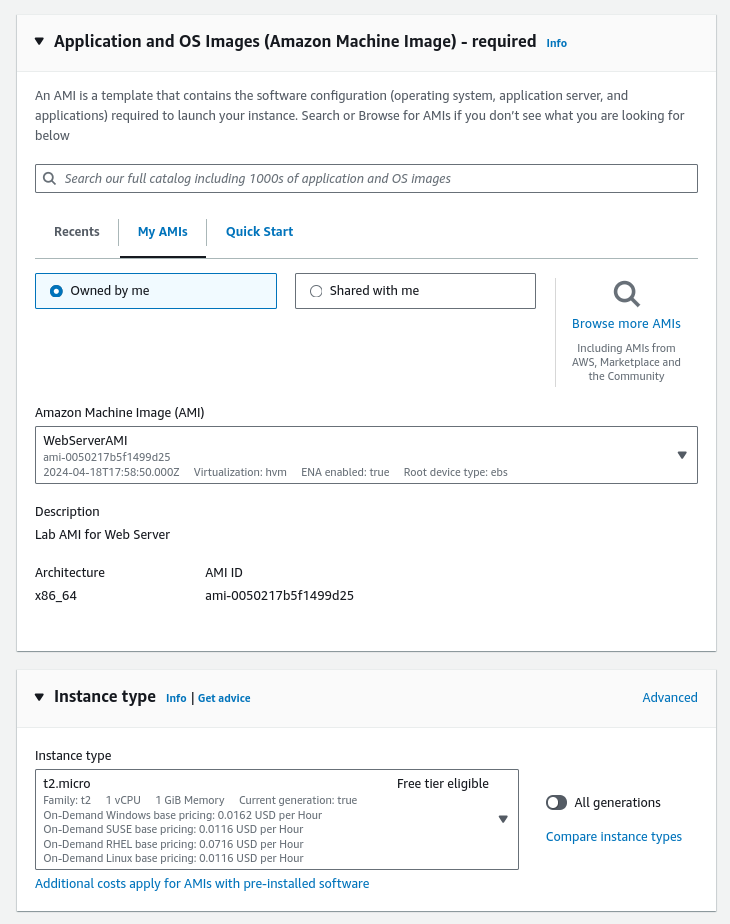 Application and OS Images (Amazon Machine Image) - required Info
An AMI is a template that contains the software configuration (operating system, application server, and
applications) required to launch your instance. Search or Browse for AMIs if you don’t see what you are looking for
below
Search our full catalog including 1000s of application and OS images
Recents My AMIs Quick Start
Owned by me Shared with me
Browse more AMIs
Including AMIs from
AWS, Marketplace and
the Community
Amazon Machine Image (AMI)
WebServerAMI
ami-0050217b5f1499d25
2024-04-18T17:58:50.000Z Virtualization: hvm ENA enabled: true Root device type: ebs
Description
Lab AMI for Web Server
Architecture AMI ID
x86_64 ami-0050217b5f1499d25
Instance type Info | Get advice Advanced
Instance type
t2.micro Free tier eligible
Family: t2 1 vCPU 1 GiB Memory Current generation: true
On-Demand Windows base pricing: 0.0162 USD per Hour
On-Demand SUSE base pricing: 0.0116 USD per Hour
On-Demand RHEL base pricing: 0.0716 USD per Hour
On-Demand Linux base pricing: 0.0116 USD per Hour
All generations
Compare instance types
Additional costs apply for AMIs with pre-installed software